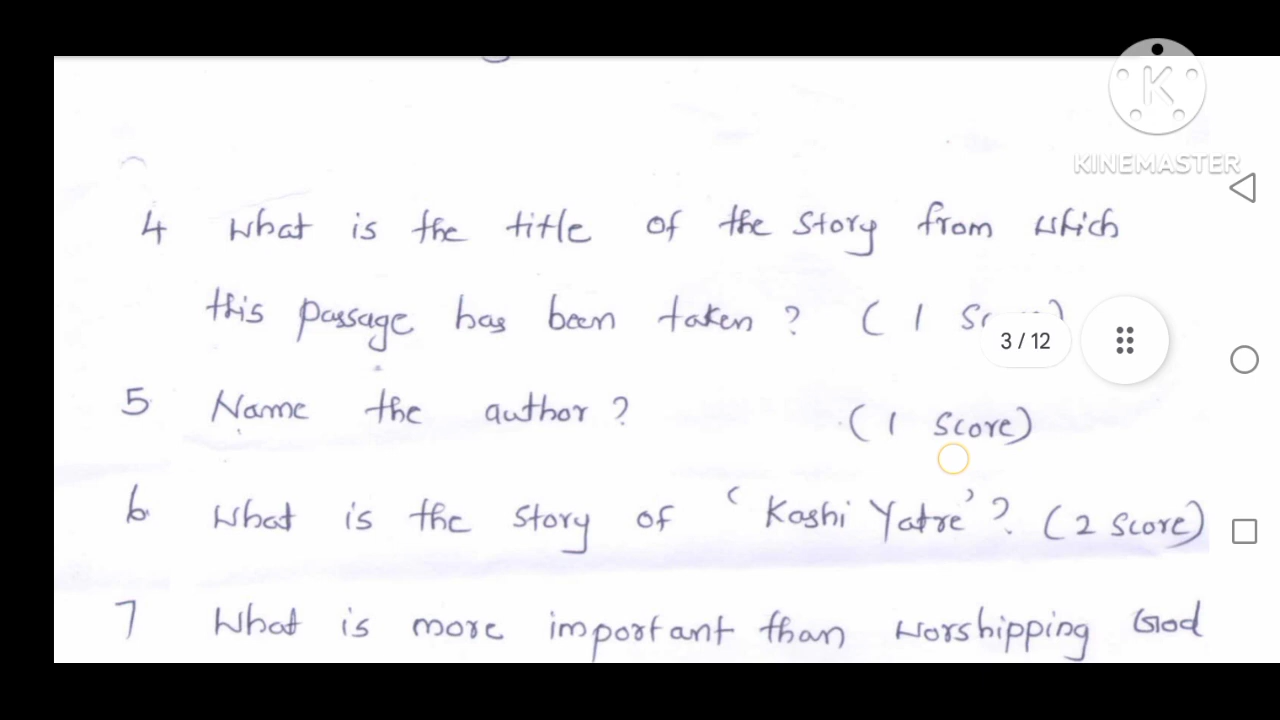 K
KINEMASTER
4 What is the title of the story from which
this passage has been taken ? ( 1
3 / 12
5 Name the author ? ( 1 Score)
6 What is the story of ' Kashi Yatre ' ? ( 2 Score)
7 What is more important than worshipping God